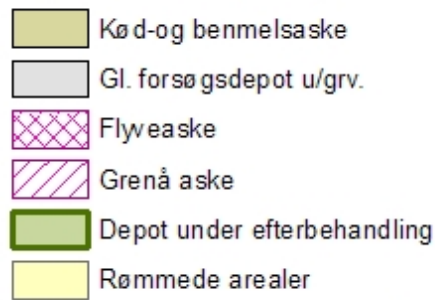 Kød-og benmelsaske
Gl. forsøgsdepot u/grv.
Flyveaske
Grenå aske
Depot under efterbehandling
Rømmede arealer